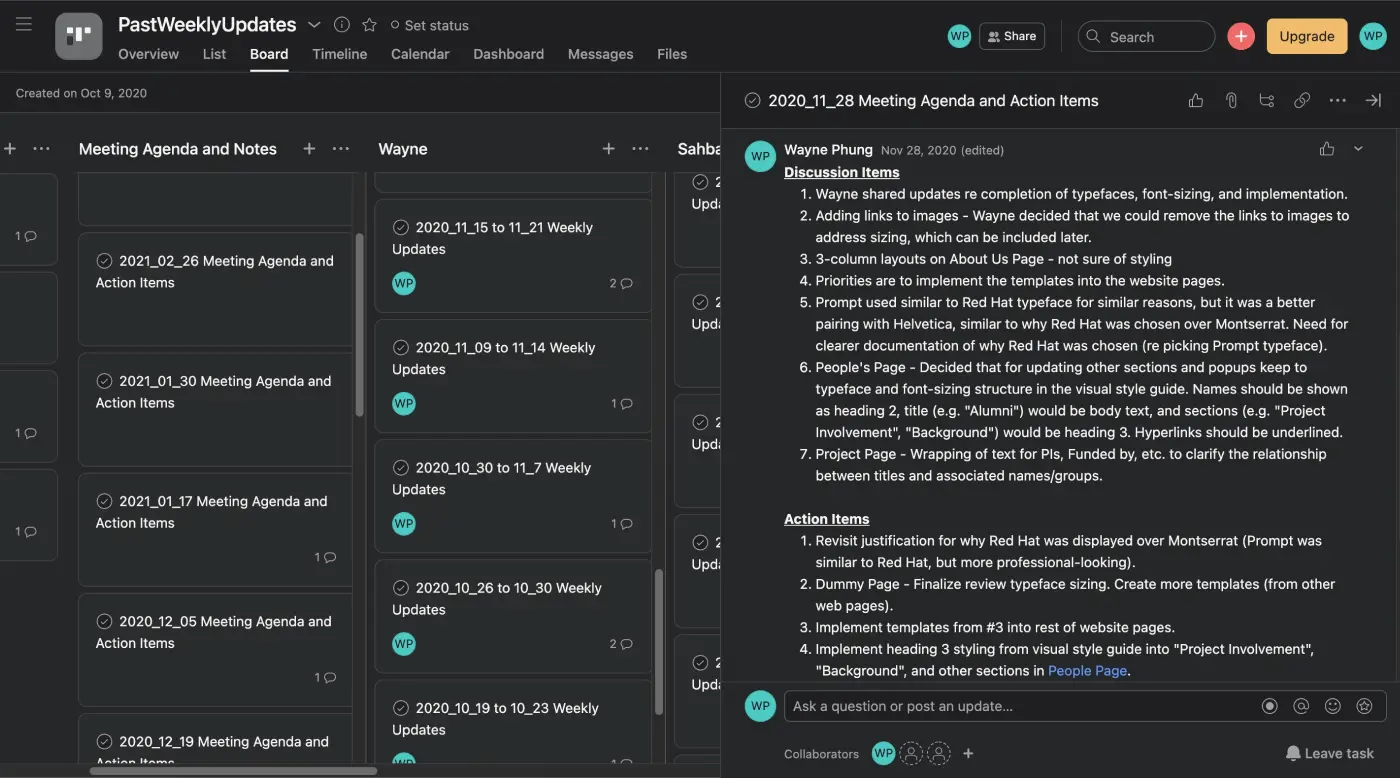 PastWeeklyUpdates
Set status
Overview
List
Board
Timeline
Calendar
Dashboard
Messages
Files
WP
Share
Search
Upgrade
WP
Created on Oct 9, 2020
1
1
1
Meeting Agenda and Notes
2021_02_26 Meeting Agenda and
Action Items
2021_01_30 Meeting Agenda and
Action Items
2021_01_17 Meeting Agenda and
Action Items
1
2020_12_05 Meeting Agenda and
Action Items
1
2020_12_19 Meeting Agenda and
Action Items
Wayne
2020_11_15 to 11_21 Weekly
Updates
WP
2
2020_11_09 to 11_14 Weekly
Updates
WP
1
2020_10_30 to 11_7 Weekly
Updates
WP
1
2020_10_26 to 10_30 Weekly
Updates
WP
2
2020_10_19 to 10_23 Weekly
Updates
WP
1
Sahba
2
Upda
2
Upda
2
Upda
2
Upda
2
Upda
2020_11_28 Meeting Agenda and Action Items
WP
Wayne Phung Nov 28, 2020 (edited)
Discussion Items
1. Wayne shared updates re completion of typefaces, font-sizing, and implementation.
2. Adding links to images - Wayne decided that we could remove the links to images to
address sizing, which can be included later.
3. 3-column layouts on About Us Page - not sure of styling
4. Priorities are to implement the templates into the website pages.
5. Prompt used similar to Red Hat typeface for similar reasons, but it was a better
pairing with Helvetica, similar to why Red Hat was chosen over Montserrat. Need for
clearer documentation of why Red Hat was chosen (re picking Prompt typeface).
6. People's Page - Decided that for updating other sections and popups keep to
typeface and font-sizing structure in the visual style guide. Names should be shown
as heading 2, title (e.g. "Alumni") would be body text, and sections (e.g. "Project
Involvement", "Background") would be heading 3. Hyperlinks should be underlined.
7. Project Page - Wrapping of text for PIs, Funded by, etc. to clarify the relationship
between titles and associated names/groups.
Action Items
1. Revisit justification for why Red Hat was displayed over Montserrat (Prompt was
similar to Red Hat, but more professional-looking).
2. Dummy Page - Finalize review typeface sizing. Create more templates (from other
web pages).
3. Implement templates from #3 into rest of website pages.
4. Implement heading 3 styling from visual style guide into "Project Involvement",
"Background", and other sections in People Page.
WP
Ask a question or post an update...
Collaborators
WP
Leave task